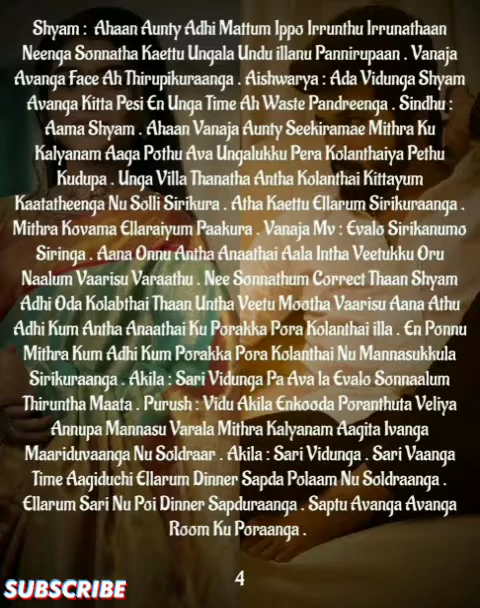 Shyam : Ahaan Aunty Adhi Mattum Ippo Irrunthu Irrunathaan
Neenga Sonnatha Kaettu Ungala Undu illanu Pannirupaan . Vanaja
Avanga Face Ah Thirupikuraanga . Aishwarya : Ada Vidunga Shyam
Avanga Kitta Pesi En Unga Time Ah Waste Pandreenga . Sindhu :
Aama Shyam . Ahaan Vanaja Aunty Seekiramae Mithra Ku
Kalyanam Aaga Pothu Ava Ungalukku Pera Kolanthaiya Pethu
Kudupa . Unga Villa Thanatha Antha Kolanthai Kittayum
Kaatatheenga Nu Solli Sirikura . Atha Kaettu Ellarum Sirikuraanga .
Mithra Kovama Ellaraiyum Paakura . Vanaja Mv : Evalo Sirikanumo
Siringa . Aana Onnu Antha Anaathai Aala Intha Veetukku Oru
Naalum Vaarisu Varaathu . Nee Sonnathum Correct Thaan Shyam
Adhi Oda Kolabthai Thaan Untha Veetu Mootha Vaarisu Aana Athu
Adhi Kum Antha Anaathai Ku Porakka Pora Kolanthai illa . En Ponnu
Mithra Kum Adhi Kum Porakka Pora Kolanthai Nu Mannasukkula
Sirikuraanga . Akila : Sari Vidunga Pa Ava la Evalo Sonnaalum
Thiruntha Maata . Purush : Vidu Akila Enkooda Poranthuta Veliya
Annupa Mannasu Varala Mithra Kalyanam Aagita Ivanga
Maariduvaanga Nu Soldraar . Akila : Sari Vidunga . Sari Vaanga
Time Aagiduchi Ellarum Dinner Sapda Polaam Nu Soldraanga .
Ellarum Sari Nu Poi Dinner Sapduraanga . Saptu Avanga Avanga
Room Ku Poraanga .
4
SUBSCRIBE